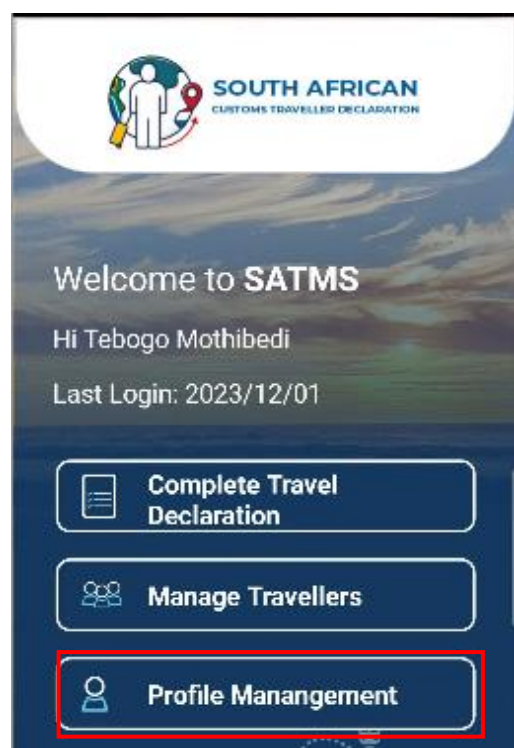 SOUTH AFRICAN
CUSTOMS TRAVELLER DECLARATION
Welcome to SATMS
Hi Tebogo Mothibedi
Last Login: 2023/12/01
Complete Travel
Declaration
Manage Travellers
Profile Manangement